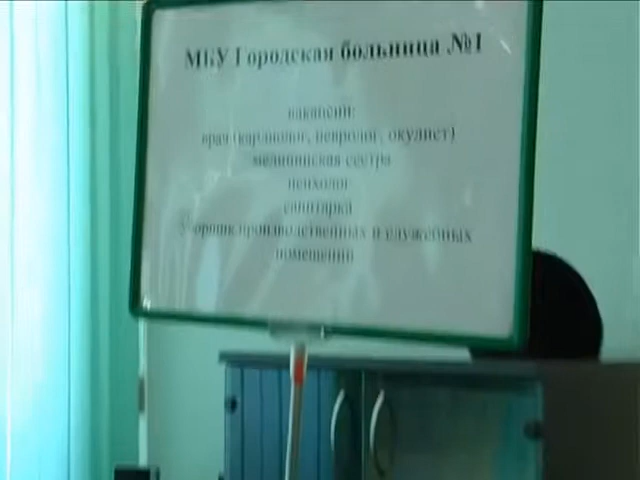 МБУ Городская больница №1
вакансии:
врач (кардиолог, невролог, окулист)
медицинская сестра
психолог
санитарка
Уборщик производственных и служебных
помещений